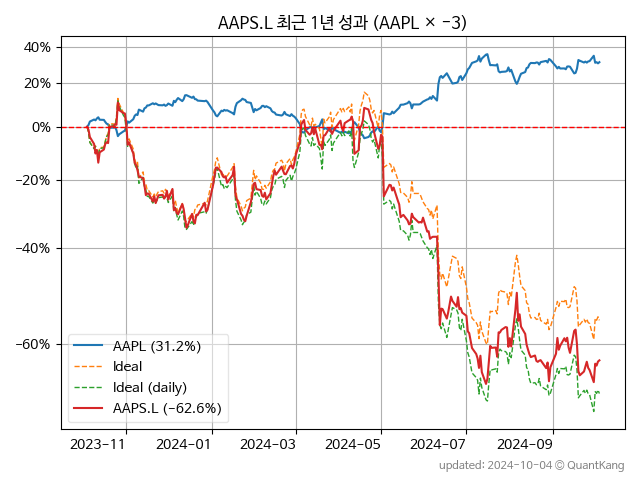 AAPS.L 최근 1년 성과 (AAPL × −3)
40%
20%
0%
−20%
−40%
−60%
AAPL (31.2%)
Ideal
Ideal (daily)
AAPS.L (−62.6%)
2023-11
2024-01
2024-03
2024-05
2024-07
2024-09
updated: 2024-10-04 © QuantKang